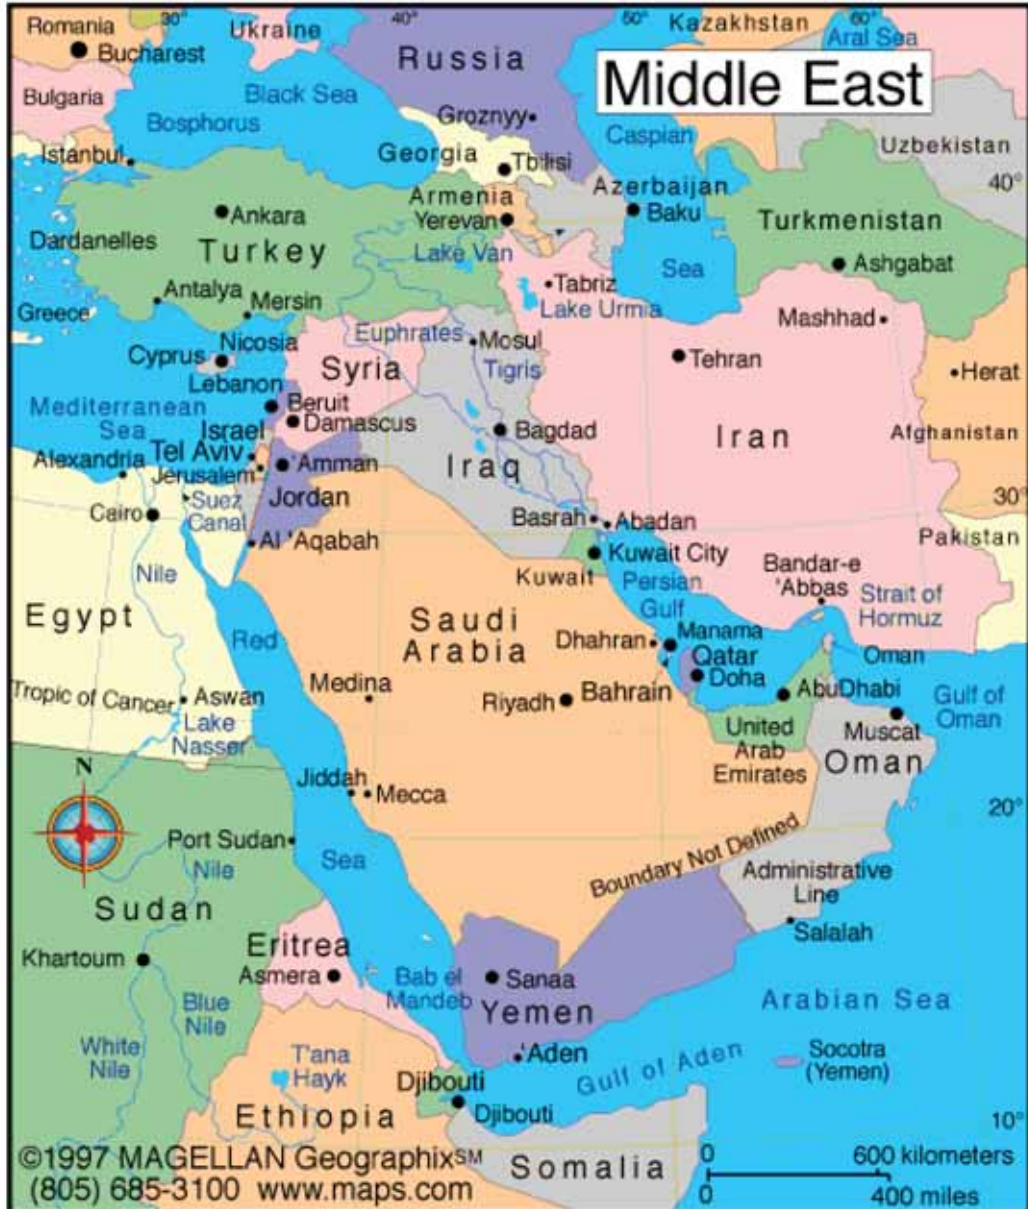 30°
40°
50°
60°
Romania
Bucharest
Ukraine
Russia
Kazakhstan
Aral Sea
Middle East
Bulgaria
Black Sea
Bosphorus
Groznyy
Caspian
Uzbekistan
Istanbul
Georgia
Tbilisi
40°
Armenia
Azerbaijan
Ankara
Yerevan
Baku
Turkmenistan
Dardanelles
Turkey
Lake Van
Sea
Ashgabat
Antalya
Tabriz
Greece
Mersin
Lake Urmia
Mashhad
Euphrates
Nicosia
Mosul
Cyprus
Syria
Tigris
Tehran
Herat
Lebanon
Mediterranean
Sea
Beruit
Damascus
Israel
Bagdad
Iran
Afghanistan
Tel Aviv
Alexandria
'Amman
Iraq
Jerusalem
Suez
Canal
Jordan
30°
Cairo
Basrah
Abadan
Pakistan
Al 'Aqabah
Kuwait City
Nile
Kuwait
Persian
Gulf
Bandar-e
'Abbas
Strait of
Hormuz
Egypt
Saudi
Arabia
Red
Dhahran
Manama
Qatar
Oman
Tropic of Cancer
Aswan
Medina
Riyadh
Bahrain
Doha
AbuDhabi
Gulf of
Oman
Lake
Nasser
United
Arab
Emirates
Muscat
Oman
N
Jiddah
Mecca
20°
Port Sudan
Sea
Boundary Not Defined
Nile
Administrative
Line
Sudan
Salalah
Eritrea
Khartoum
Asmera
Bab el
Mandeb
Sanaa
Arabian Sea
Blue
Nile
Yemen
White
Nile
T'ana
Hayk
'Aden
Gulf of Aden
Socotra
(Yemen)
Djibouti
Djibouti
Ethiopia
10°
©1997 MAGELLAN Geographix℠
(805) 685-3100 www.maps.com
Somalia
0
600 kilometers
0
400 miles